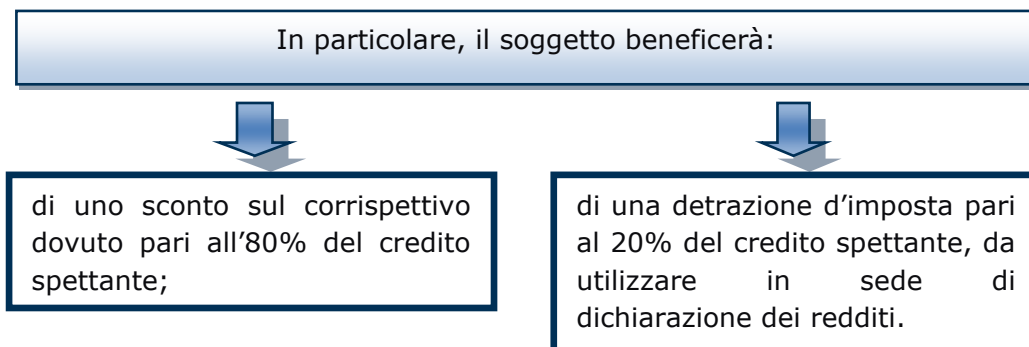 In particolare, il soggetto beneficerà:
di uno sconto sul corrispettivo
dovuto pari all'80% del credito
spettante;
di una detrazione d'imposta pari
al 20% del credito spettante, da
utilizzare in sede di
dichiarazione dei redditi.